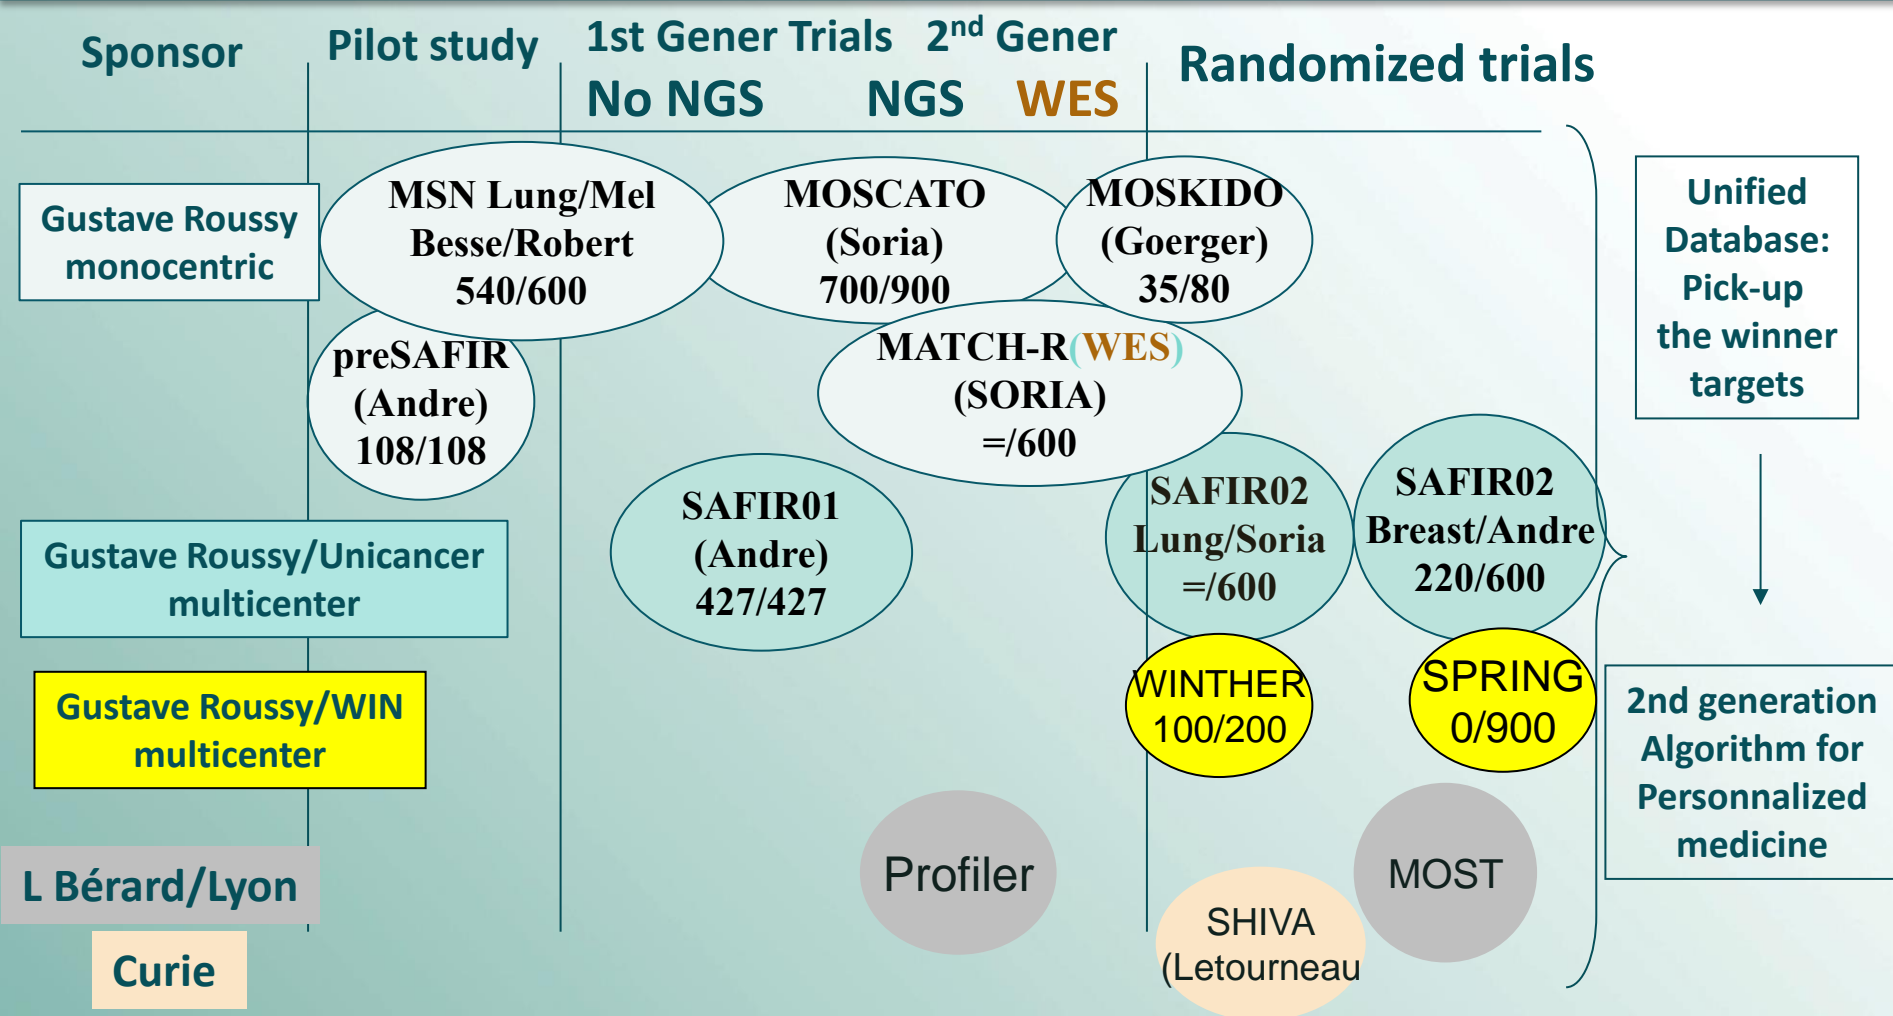 Sponsor
Pilot study
1st Gener Trials 2nd Gener
No NGS NGS WES
Randomized trials
Gustave Roussy
monocentric
MSN Lung/Mel
Besse/Robert
540/600
MOSCATO
(Soria)
700/900
MOSKIDO
(Goerger)
35/80
preSAFIR
(Andre)
108/108
MATCH-R(WES)
(SORIA)
=/600
Gustave Roussy/Unicancer
multicenter
SAFIR01
(Andre)
427/427
SAFIR02
Lung/Soria
=/600
SAFIR02
Breast/Andre
220/600
Gustave Roussy/WIN
multicenter
WINTHER
100/200
SPRING
0/900
L Bérard/Lyon
Profiler
MOST
Curie
SHIVA
(Letourneau
Unified
Database:
Pick-up
the winner
targets
2nd generation
Algorithm for
Personnalized
medicine